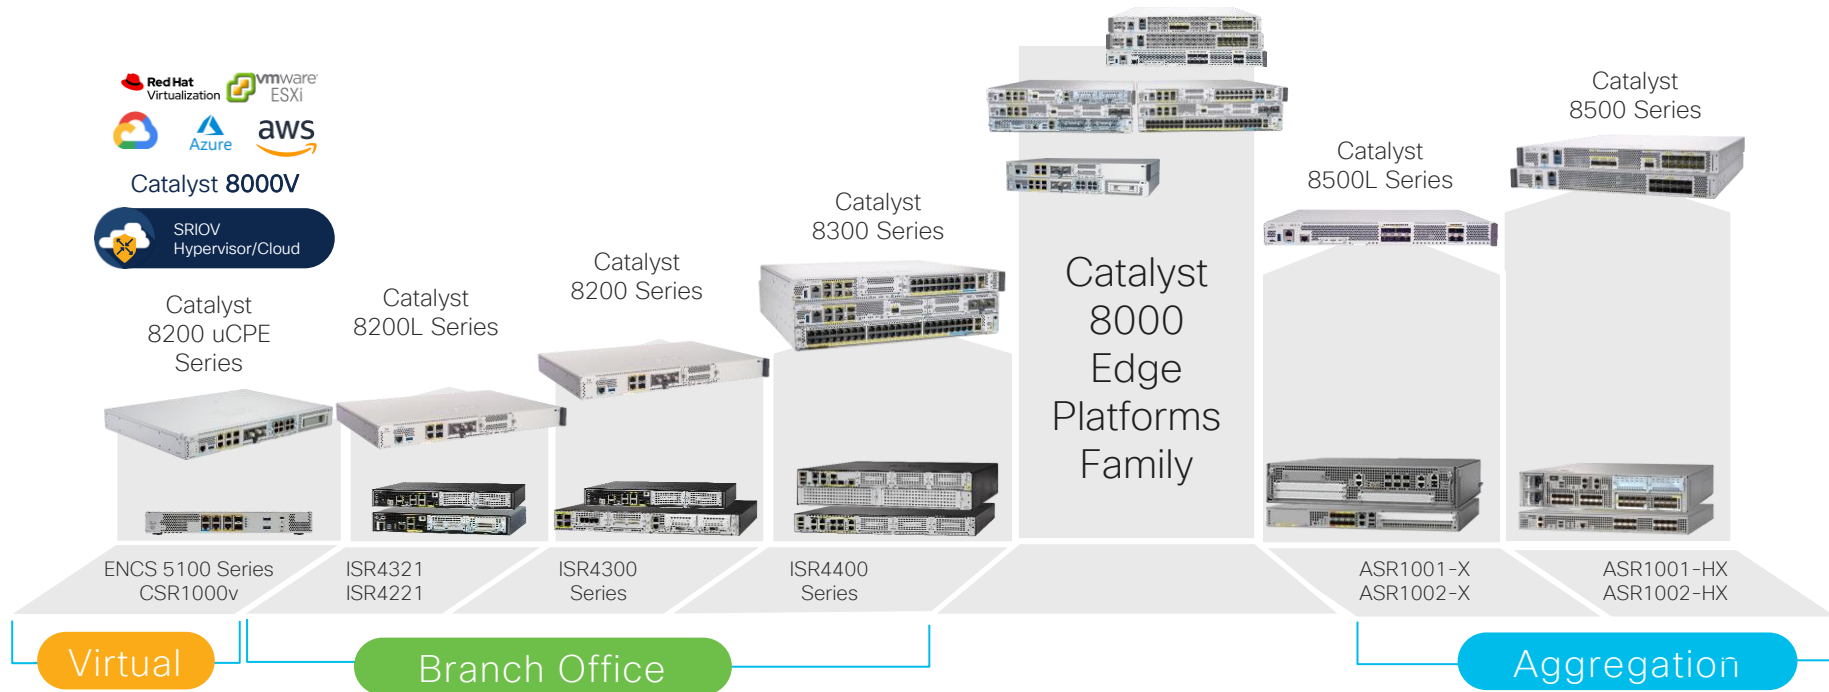 Red Hat
Virtualization
vmware
ESXi
Azure
aws
Catalyst 8000V
SRIOV
Hypervisor/Cloud
Catalyst
8200 uCPE
Series
Catalyst
8200L Series
Catalyst
8200 Series
Catalyst
8300 Series
Catalyst
8000
Edge
Platforms
Family
Catalyst
8500L Series
Catalyst
8500 Series
ENCS 5100 Series
CSR1000v
ISR4321
ISR4221
ISR4300
Series
ISR4400
Series
ASR1001-X
ASR1002-X
ASR1001-HX
ASR1002-HX
Virtual
Branch Office
Aggregation